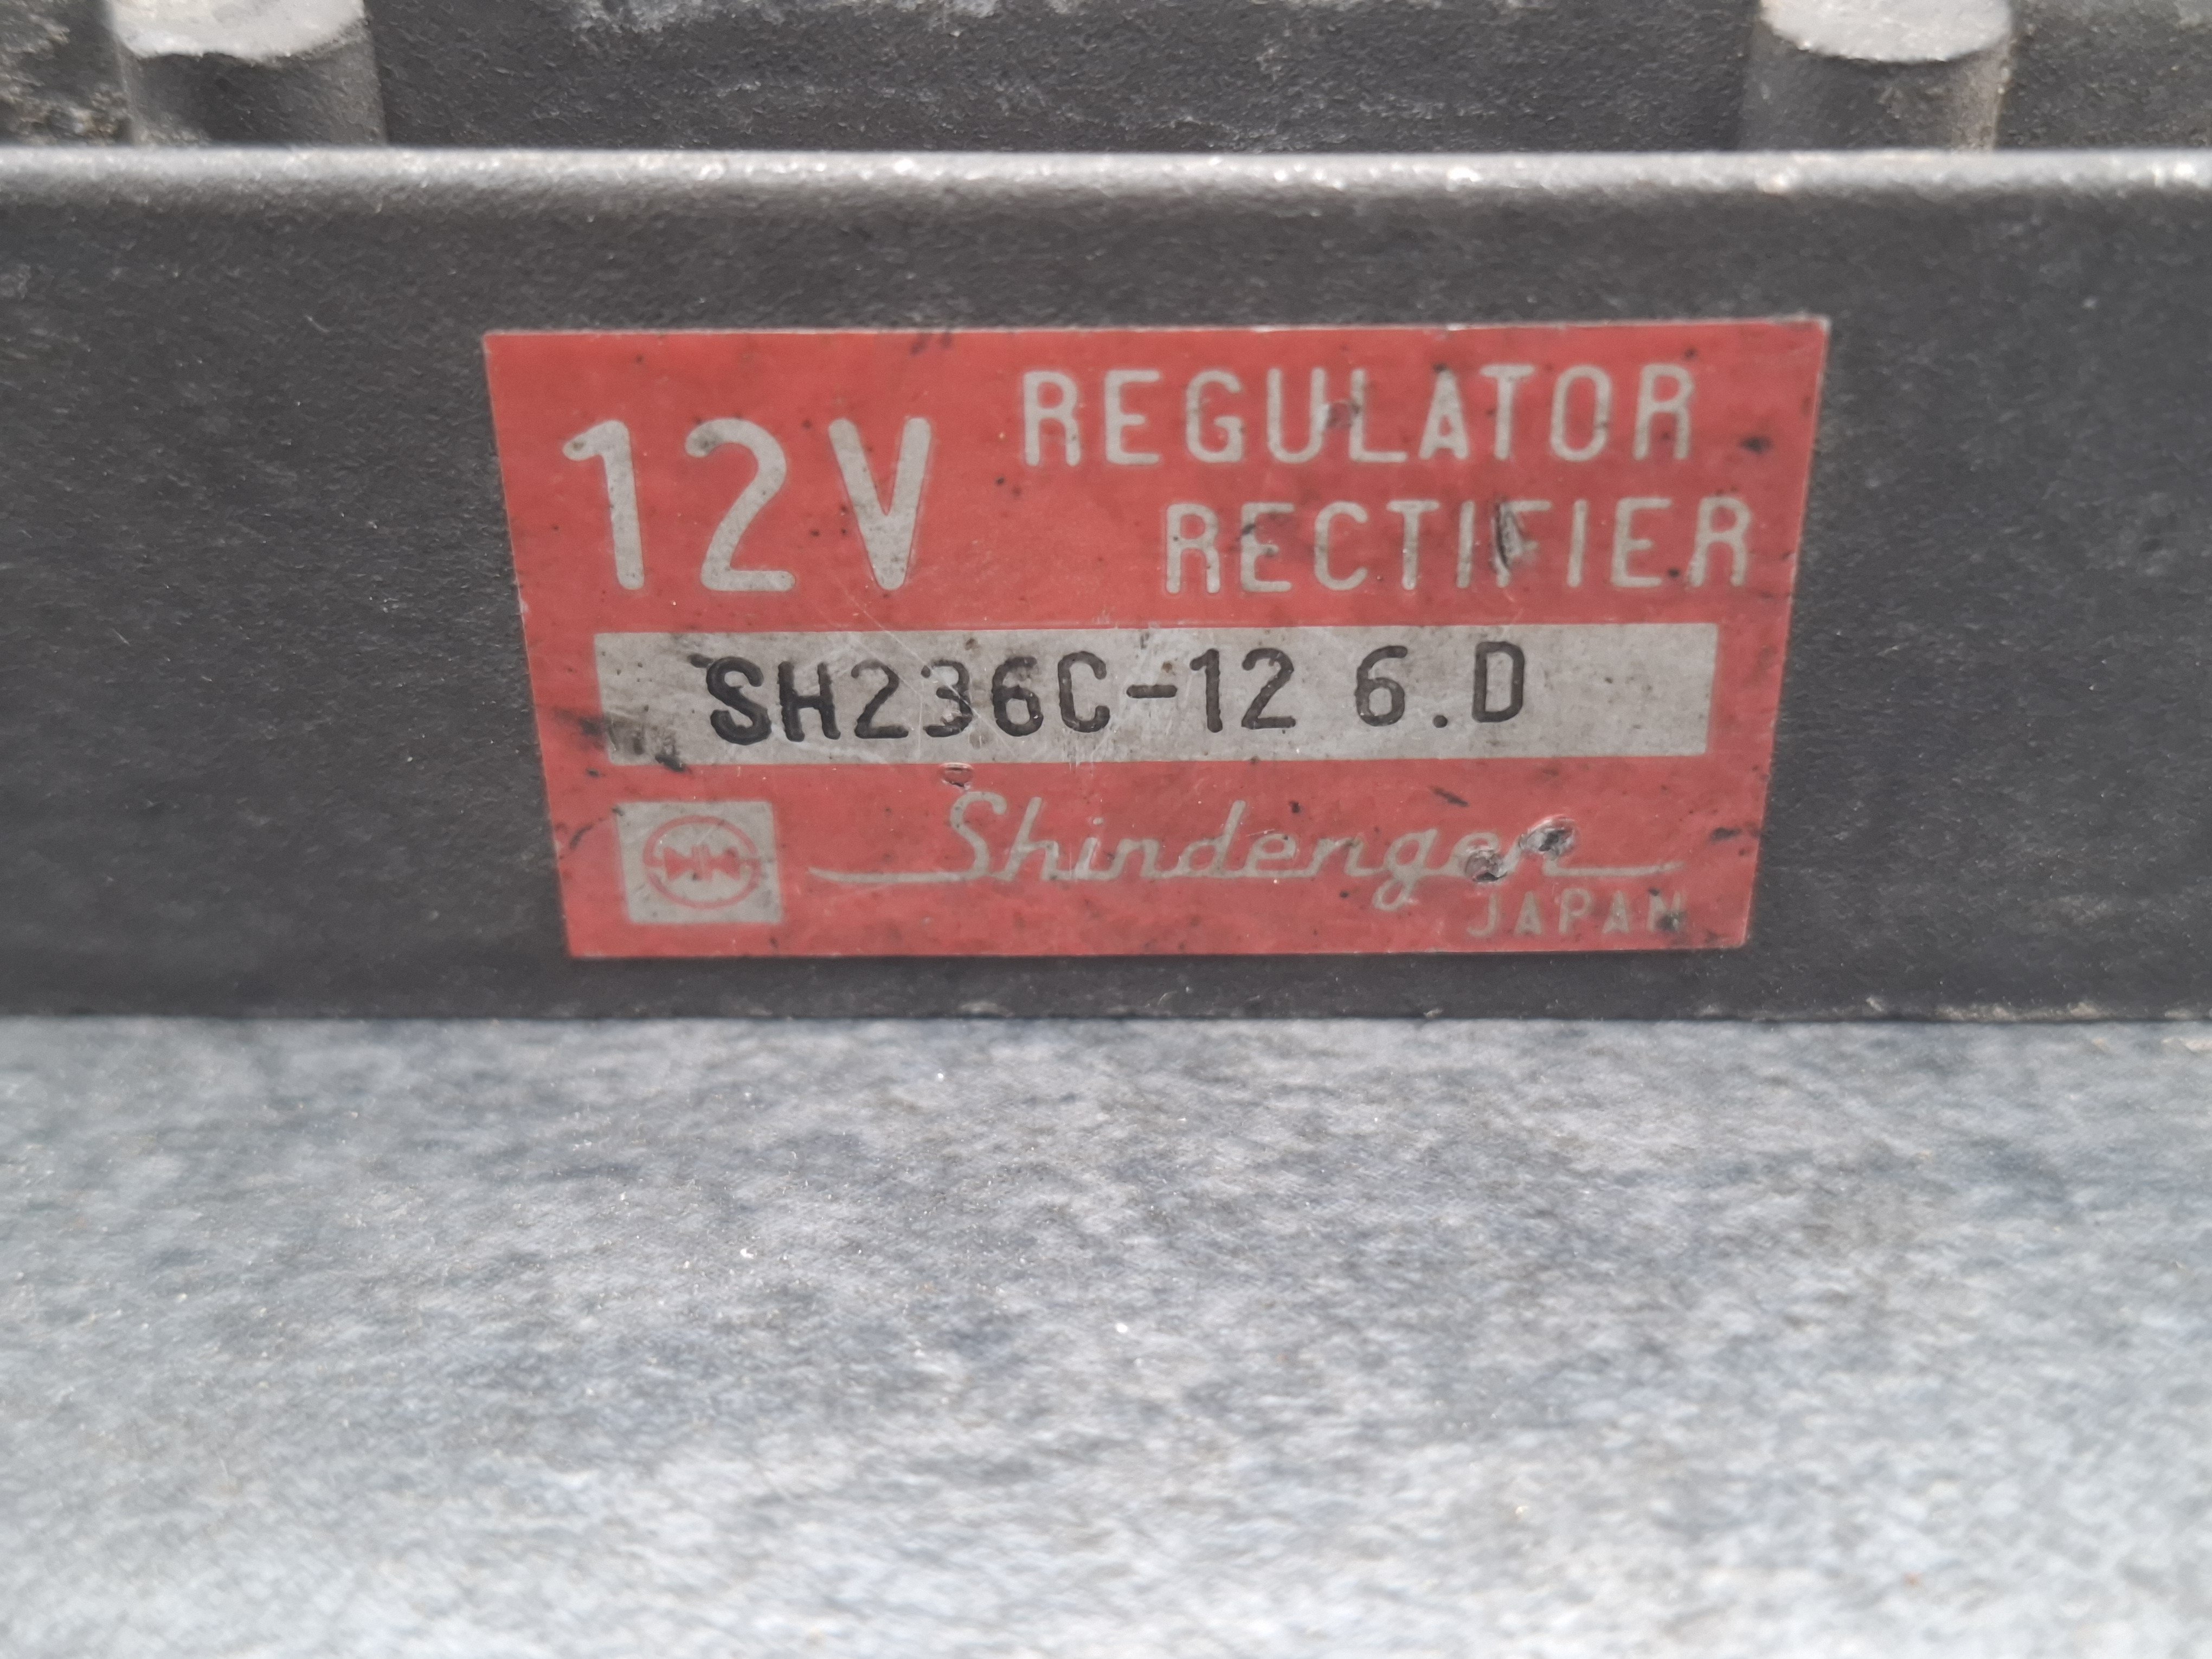 12V REGULATOR
RECTIFIER
SH236C-12 6.D
Shindengen
JAPAN